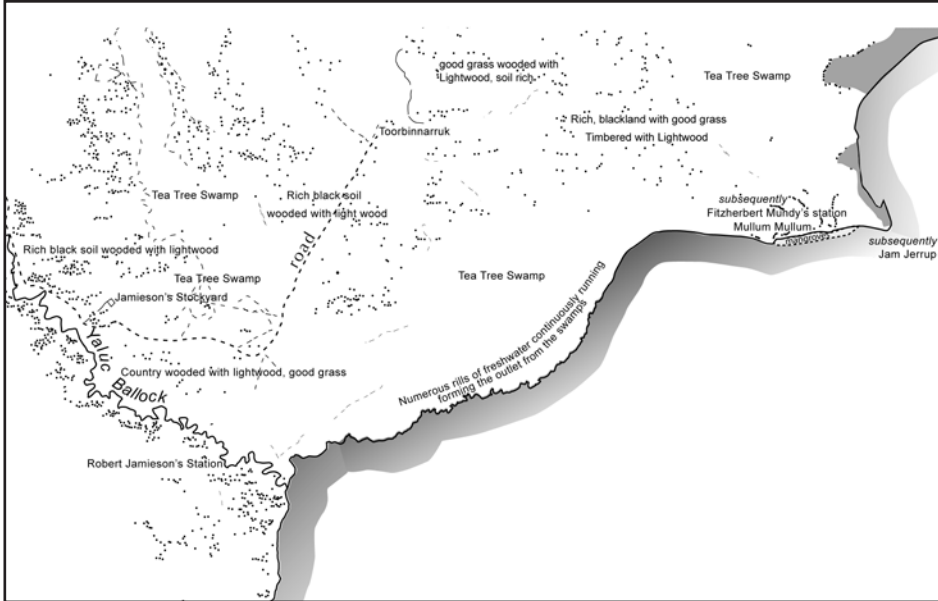 good grass wooded with
Lightwood, soil rich
Tea Tree Swamp
Rich, blackland with good grass
Timbered with Lightwood
Toorbinnarruk
Tea Tree Swamp
Rich black soil
wooded with light wood
subsequently
Fitzherbert Mundy's station
Mullum Mullum
mangrove
subsequently
Jam Jerrup
road
Rich black soil wooded with lightwood
Tea Tree Swamp
Tea Tree Swamp
Jamieson's Stockyard
Numerous rills of freshwater continuously running
forming the outlet from the swamps
Yaluc Ballock
Country wooded with lightwood, good grass
Robert Jamieson's Station